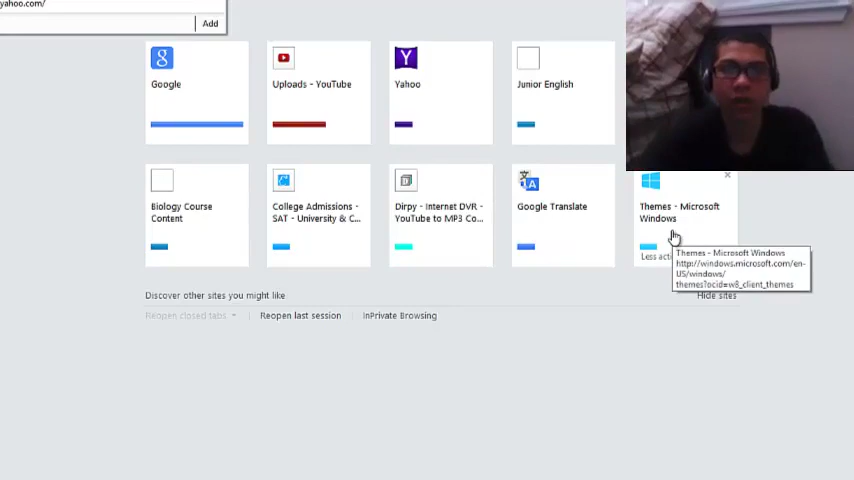 yahoo.com/
Add
Google
Uploads - YouTube
Yahoo
Junior English
Biology Course
Content
College Admissions -
SAT - University & C...
Dirpy - Internet DVR -
YouTube to MP3 Co...
Google Translate
Themes - Microsoft
Windows
Less acti
Themes - Microsoft Windows
http://windows.microsoft.com/en-
US/windows/
themes?ocid=w8_client_themes
Discover other sites you might like
Hide sites
Reopen closed tabs
Reopen last session
InPrivate Browsing